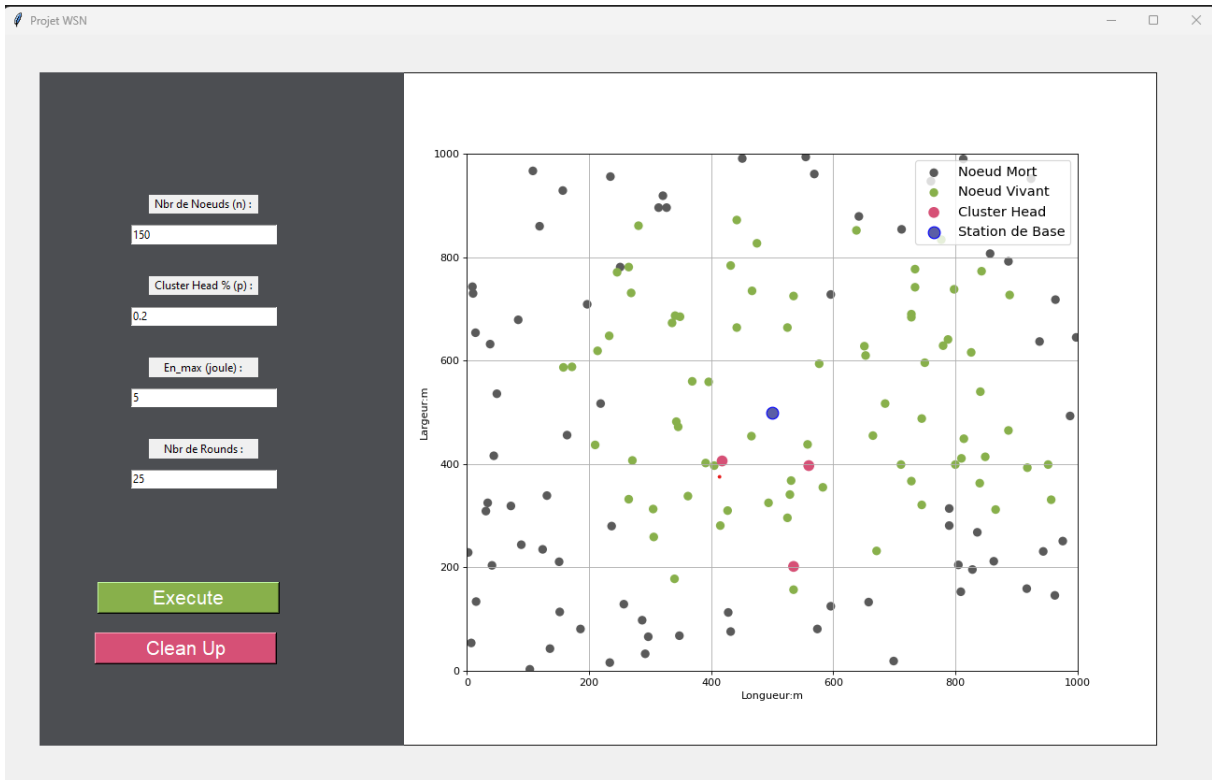 Projet WSN
Nbr de Noeuds (n) :
150
Cluster Head % (p) :
0.2
En_max (joule) :
5
Nbr de Rounds :
25
Execute
Clean Up
1000
800
600
400
200
0
Largeur:m
0 200 400 600 800 1000
Longueur:m
Noeud Mort
Noeud Vivant
Cluster Head
Station de Base